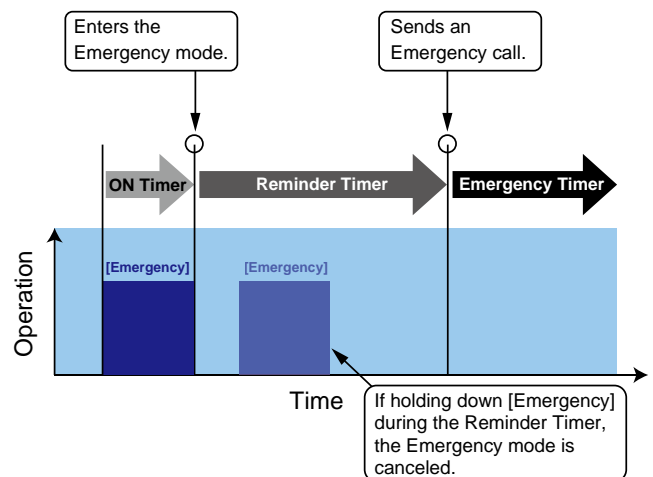 Enters the
Emergency mode.
Sends an
Emergency call.
ON Timer
Reminder Timer
Emergency Timer
[Emergency]
[Emergency]
Operation
Time
If holding down [Emergency]
during the Reminder Timer,
the Emergency mode is
canceled.